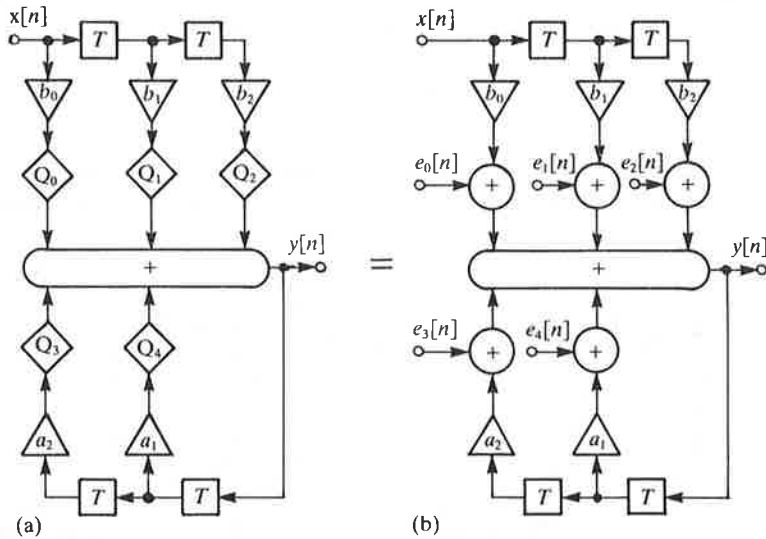 x[n] x[n]
T T T T
b₀ b₁ b₂ b₀ b₁ b₂
Q₀ Q₁ Q₂ e₀[n] + e₁[n] + e₂[n] +
+ y[n] = + y[n]
Q₃ Q₄ e₃[n] + e₄[n] +
a₂ a₁ a₂ a₁
T T T T
(a) (b)